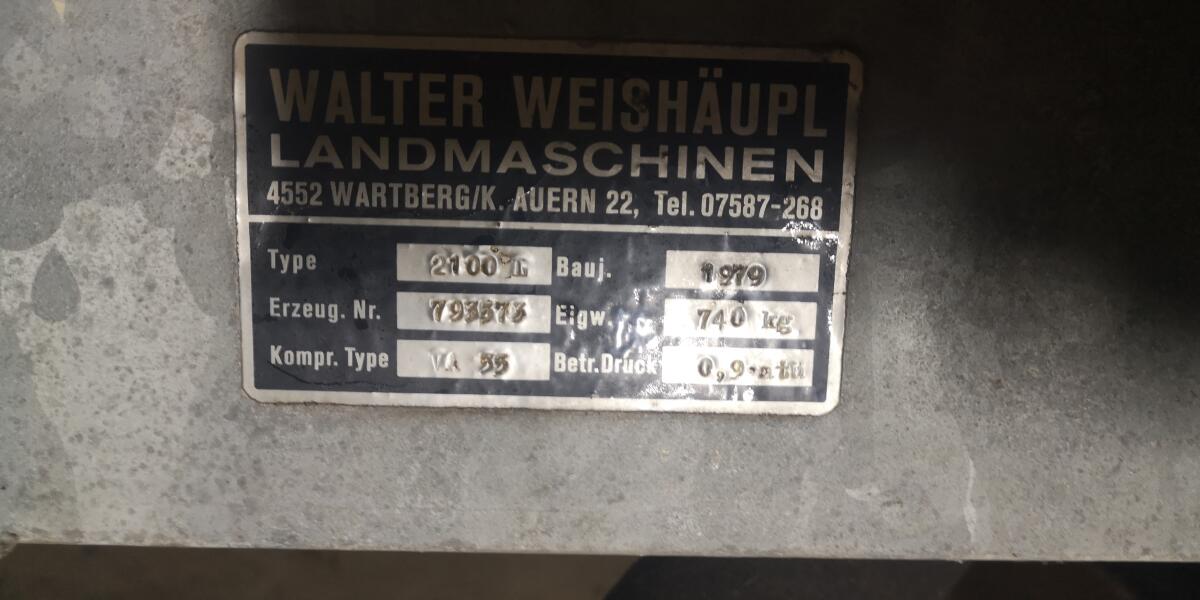 WALTER WEISHÄUPL
LANDMASCHINEN
4552 WARTBERG/K. AUERN 22, Tel. 07587-268
Type 2100 L Bauj. 1979
Erzeug. Nr. 793373 Eigw. 740 kg
Kompr. Type VA 55 Betr.Druck 0,9 atü